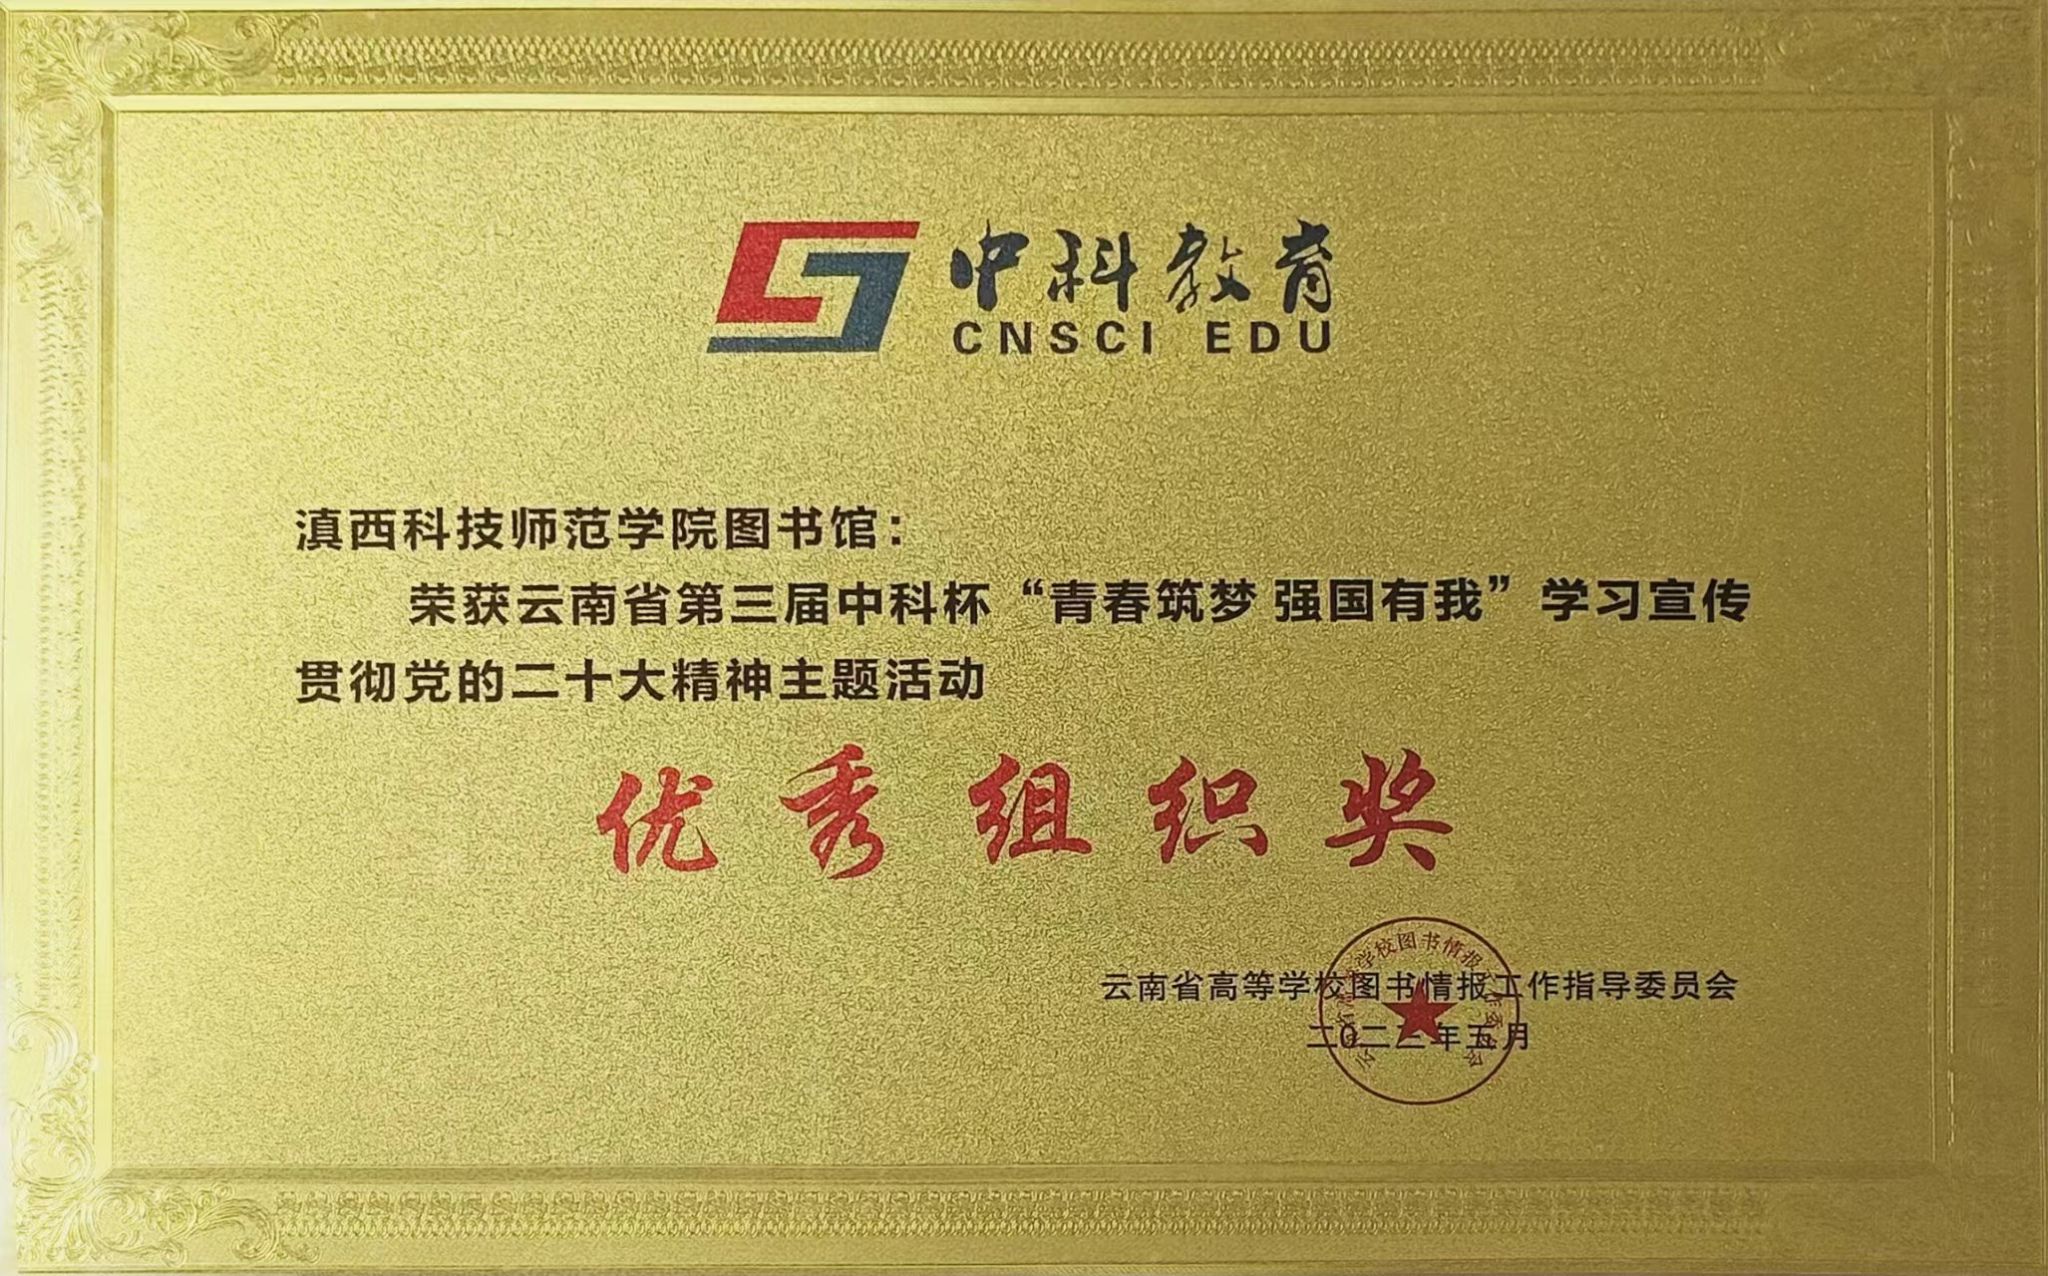 中科教育
CNSCI EDU
滇西科技师范学院图书馆：
荣获云南省第三届中科杯“青春筑梦 强国有我”学习宣传
贯彻党的二十大精神主题活动
优秀组织奖
云南省高等学校图书情报工作指导委员会
二〇二三年五月